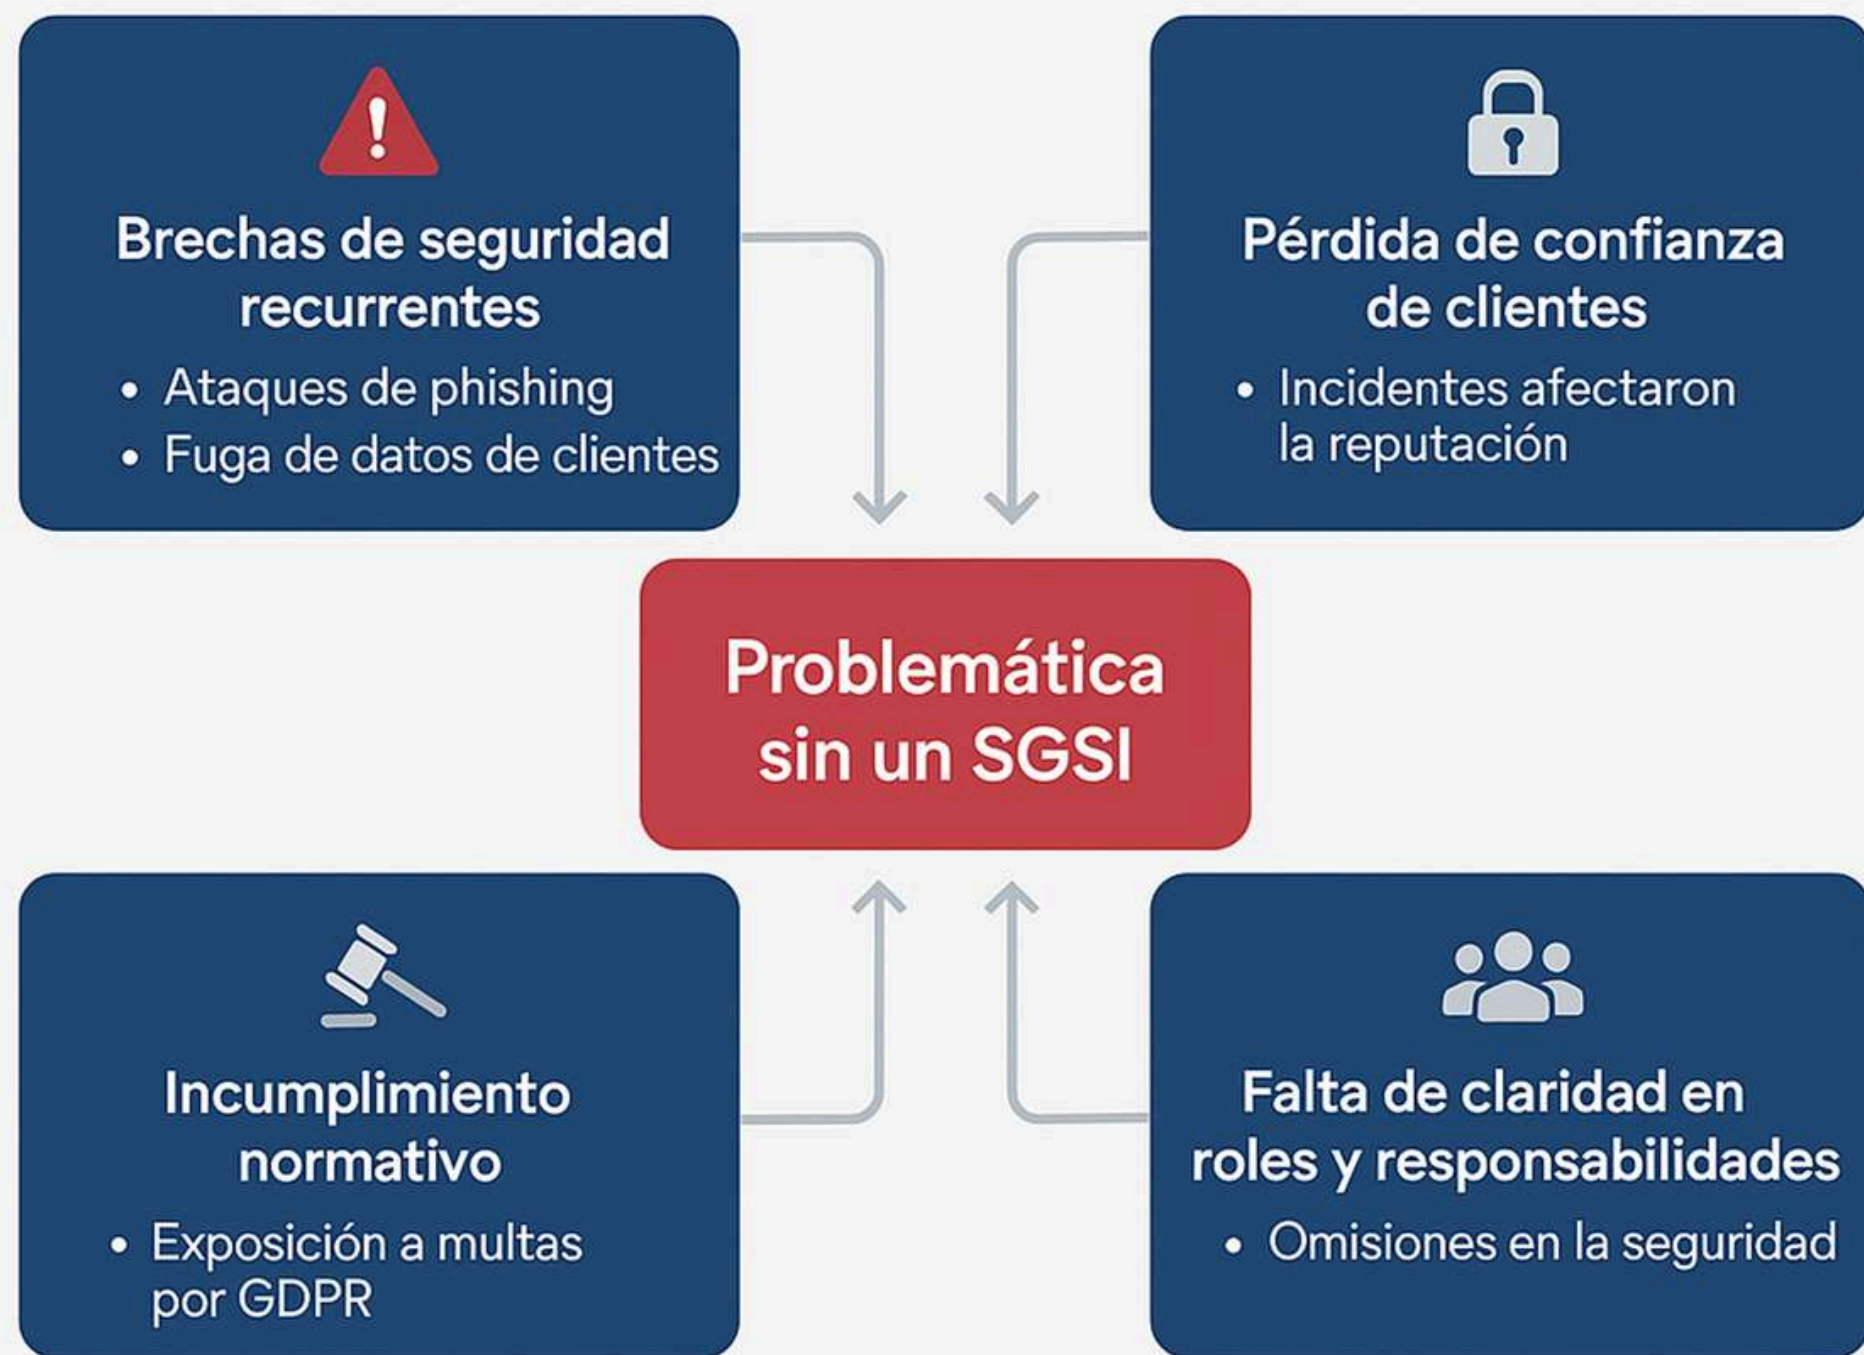 Brechas de seguridad
recurrentes
• Ataques de phishing
• Fuga de datos de clientes
Pérdida de confianza
de clientes
• Incidentes afectaron
la reputación
Problemática
sin un SGSI
Incumplimiento
normativo
• Exposición a multas
por GDPR
Falta de claridad en
roles y responsabilidades
• Omisiones en la seguridad